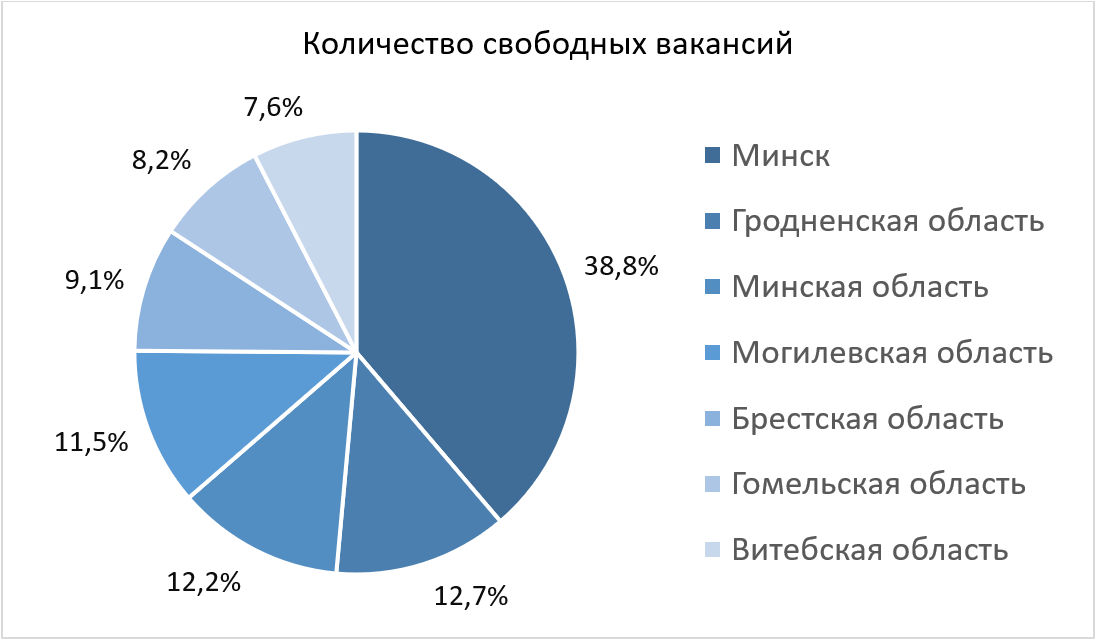 Количество свободных вакансий
7,6%
8,2%
9,1%
11,5%
12,2%
12,7%
38,8%
Минск
Гродненская область
Минская область
Могилевская область
Брестская область
Гомельская область
Витебская область